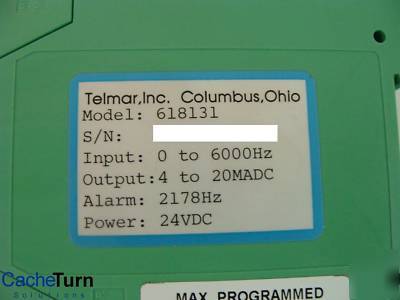 Telmar,Inc. Columbus,Ohio
Model: 618131
S/N:
Input: 0 to 6000Hz
Output:4 to 20MADC
Alarm: 2178Hz
Power: 24VDC
CacheTurn
Solutions
MAX PROGRAMMED